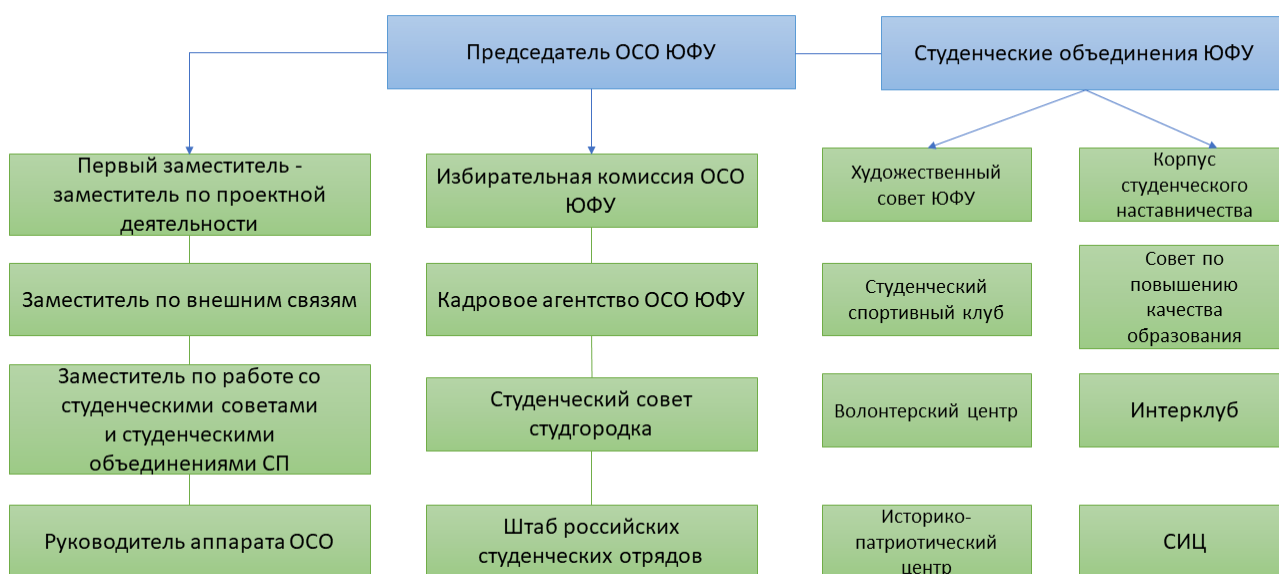 Председатель ОСО ЮФУ
Студенческие объединения ЮФУ
Первый заместитель -
заместитель по проектной
деятельности
Избирательная комиссия ОСО
ЮФУ
Художественный
совет ЮФУ
Корпус
студенческого
наставничества
Заместитель по внешним связям
Кадровое агентство ОСО ЮФУ
Студенческий
спортивный клуб
Совет по
повышению
качества
образования
Заместитель по работе со
студенческими советами
и студенческими
объединениями СП
Студенческий совет
студгородка
Волонтерский центр
Интерклуб
Руководитель аппарата ОСО
Штаб российских
студенческих отрядов
Историко-
патриотический
центр
СИЦ